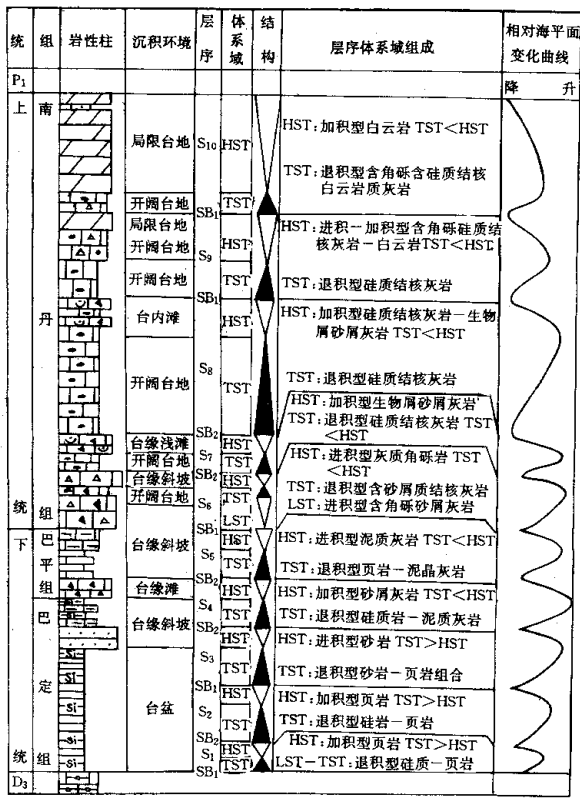 统 组 岩性柱 沉积环境 层序 体系域 结构 层序体系域组成 相对海平面变化曲线
P₁ 降 升
上 南
局限台地 S₁₀ HST
HST:加积型白云岩 TST<HST
TST:退积型含角砾含硅质结核
白云岩质灰岩
开阔台地 TST
SB₁
局限台地
开阔台地 S₉ HST
HST:进积-加积型含角砾硅质结
核灰岩-白云岩TST<HST
开阔台地 TST
TST:退积型硅质结核灰岩
SB₁
丹
台内滩 HST
HST:加积型硅质结核灰岩-生物
屑砂屑灰岩 TST<HST
开阔台地 S₈ TST
TST:退积型硅质结核灰岩
SB₂
HST:加积型生物屑砂屑灰岩
TST:退积型硅质结核灰岩 TST
<HST
台缘浅滩 HST
开阔台地 S₇ TST
SB₂
HST:进积型灰质角砾岩 TST
<HST
台缘斜坡 HST
开阔台地 S₆ TST
TST:退积型含砂屑质结核灰岩
LST
LST:进积型含角砾砂屑灰岩
统 组
SB₁
下 巴 平 组
台缘斜坡 S₅ HST
HST:进积型泥质灰岩 TST<HST
TST
TST:退积型页岩-泥晶灰岩
SB₂
台缘滩 HST
HST:加积型砂屑灰岩 TST<HST
巴
台缘斜坡 S₄ TST
TST:退积型硅质岩-泥质灰岩
SB₂
HST
HST:进积型砂岩 TST>HST
S₃ TST
TST:退积型砂岩-页岩组合
SB₁
定
台盆
HST
HST:加积型页岩 TST>HST
S₂ TST
TST:退积型硅岩-页岩
SB₂
S₁ HST
HST:加积型页岩 TST>HST
统 组
TST
LST-TST:退积型硅质-页岩
SB₁
D₃
Si
Si
Si
Si
Si